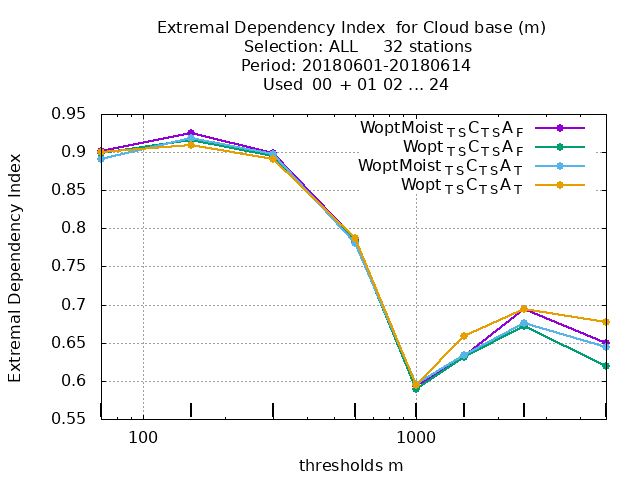 Extremal Dependency Index  for Cloud base (m)
Selection: ALL     32 stations
Period: 20180601-20180614
Used  00 + 01 02 ... 24
0.95
0.9
0.85
0.8
0.75
0.7
0.65
0.6
0.55
Extremal Dependency Index
WoptMoist TS C TS A F
Wopt TS C TS A F
WoptMoist TS C TS A T
Wopt TS C TS A T
100 1000
thresholds m